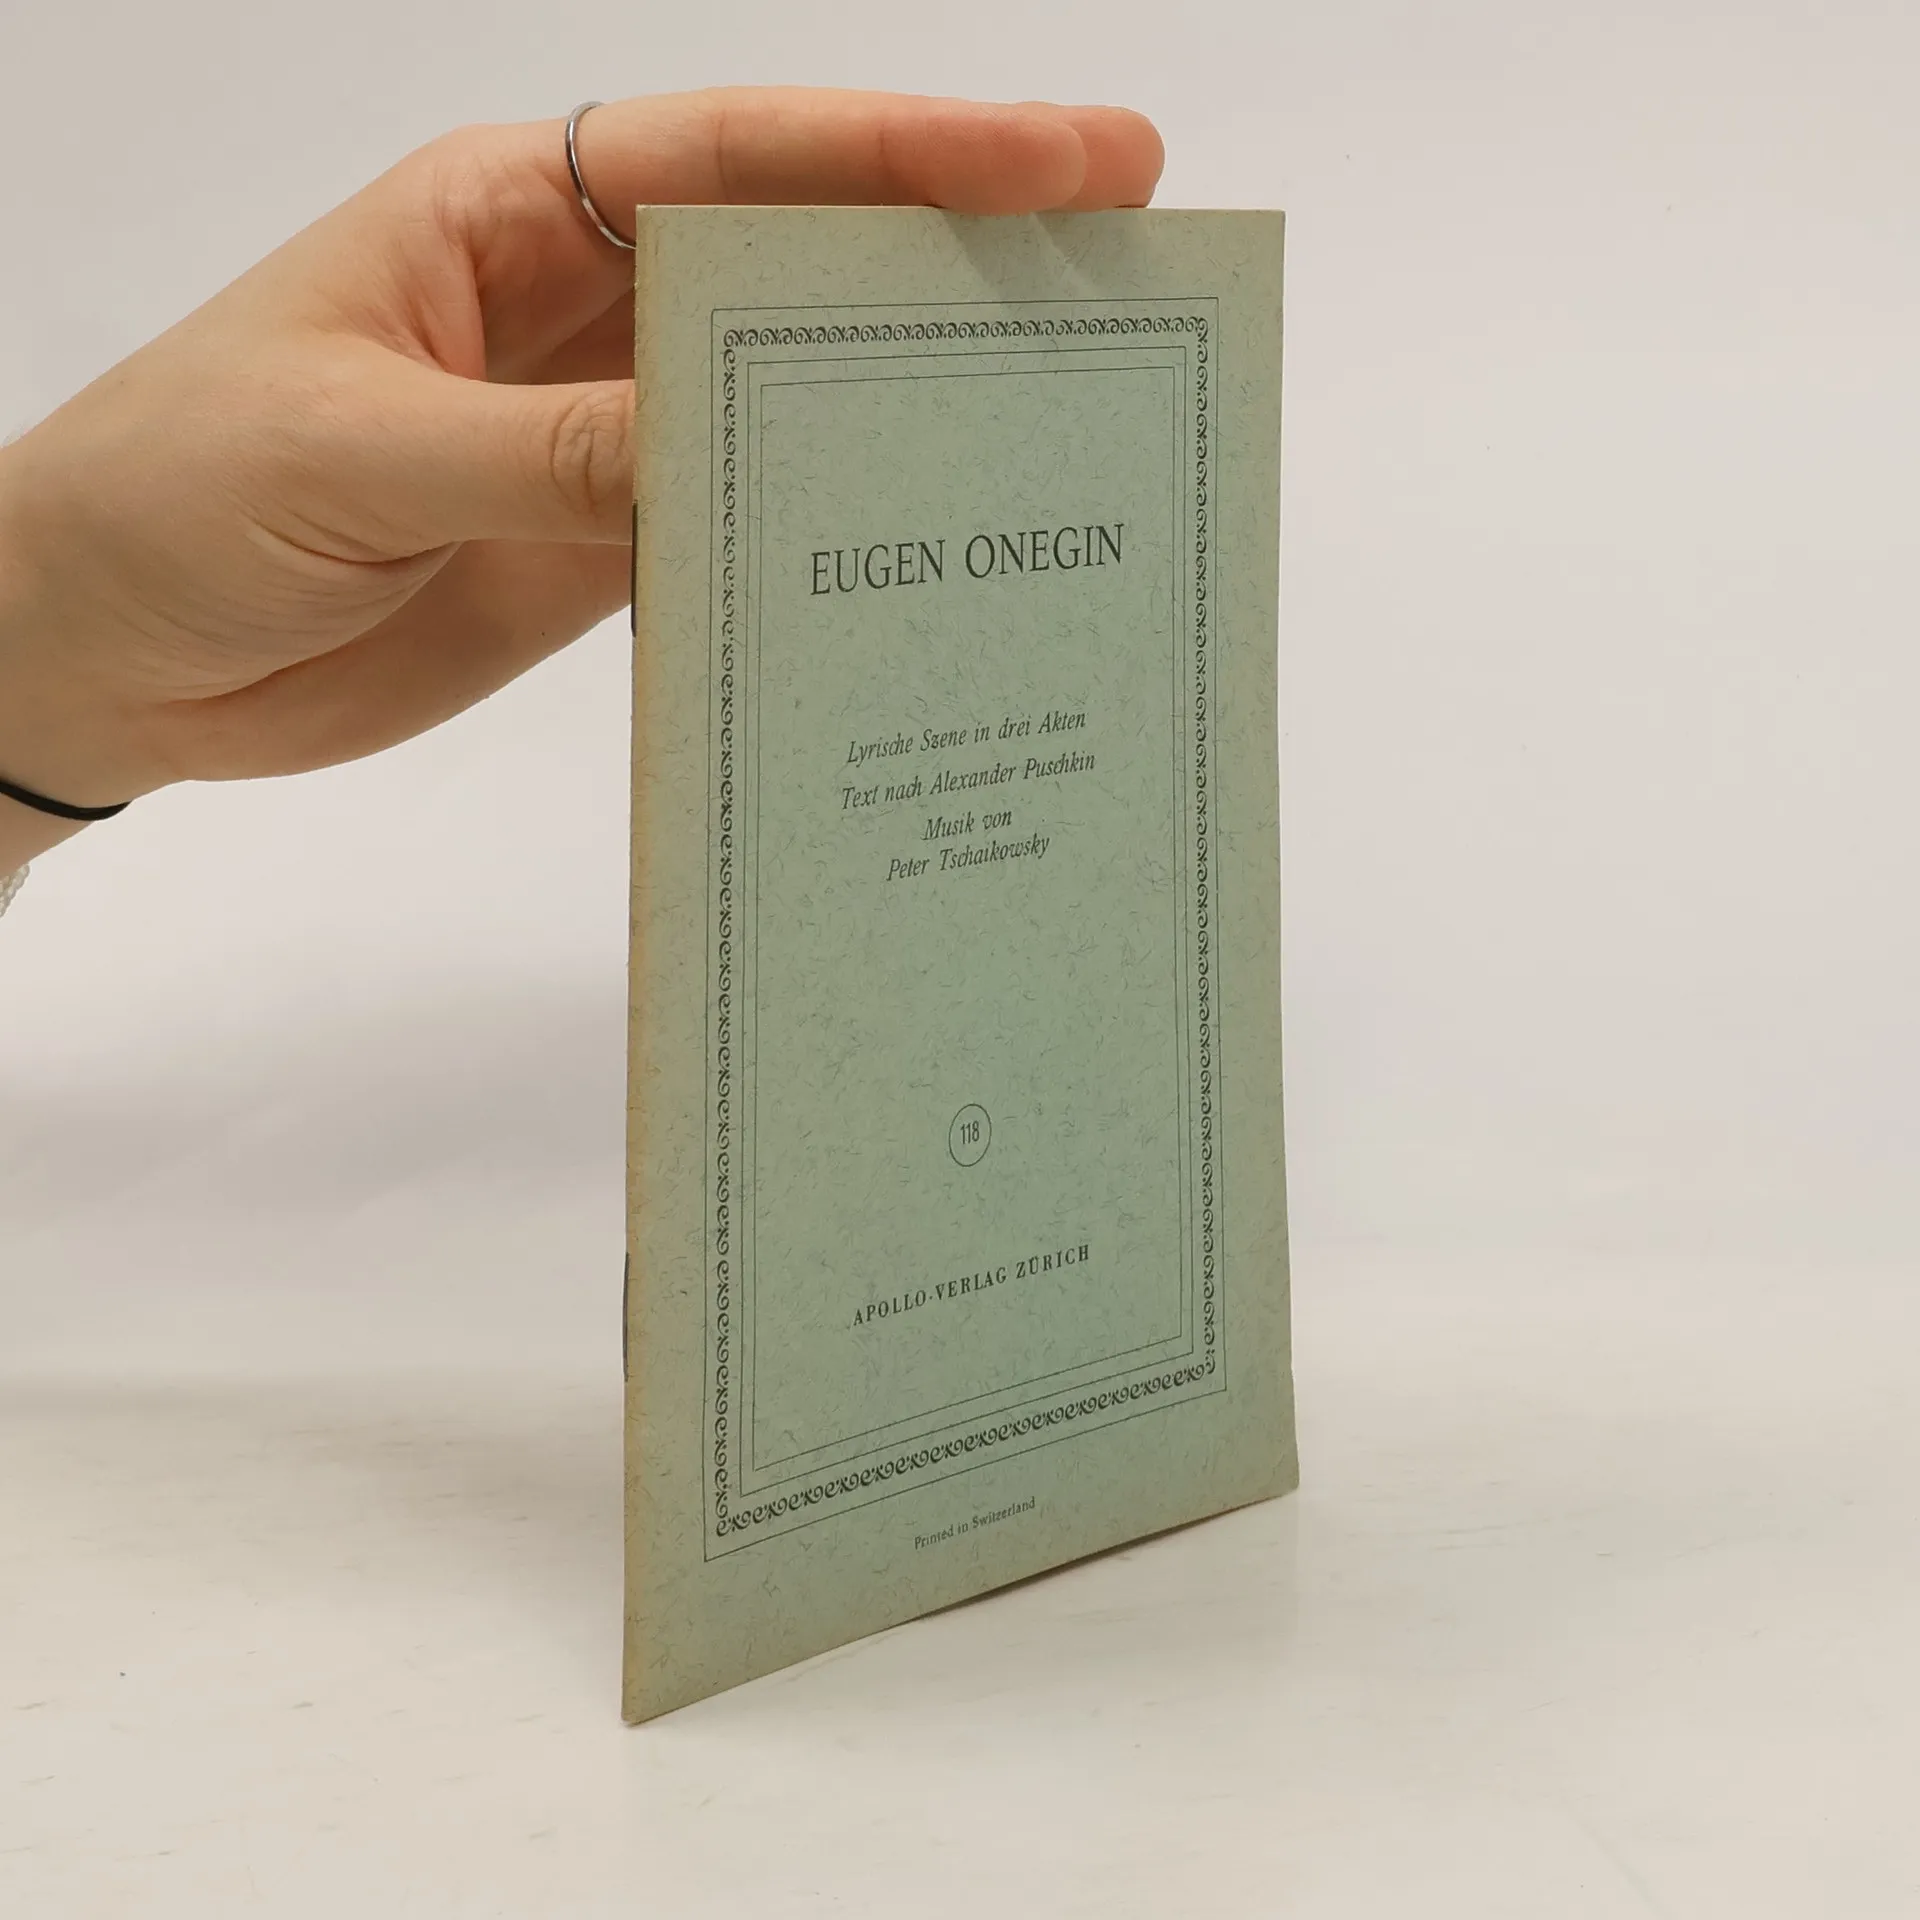 EUGEN ONEGIN
Lyrische Szene in drei Akten
Text nach Alexander Puschkin
Musik von
Peter Tschaikowsky
118
APOLLO-VERLAG ZÜRICH
Printed in Switzerland